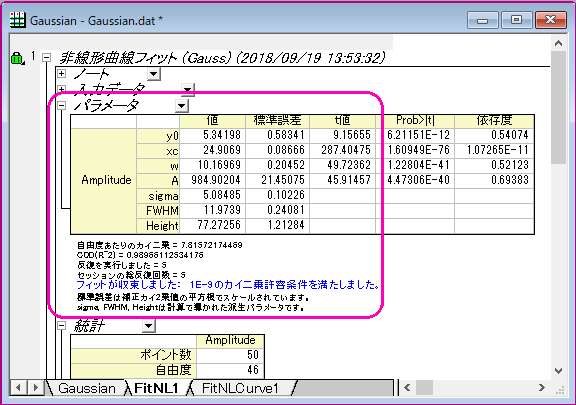 Gaussian - Gaussian.dat *
1
非線形曲線フィット (Gauss) (2018/09/19 13:53:32)
ノート
入力データ
パラメータ
値 標準誤差 t値 Prob>|t| 依存度
Amplitude
y0 5.34198 0.58341 9.15655 6.21151E-12 0.54074
xc 24.9069 0.08666 287.40475 1.60949E-76 1.07265E-11
w 10.16969 0.20452 49.72362 1.22804E-41 0.52123
A 984.90204 21.45075 45.91457 4.47306E-40 0.69383
sigma 5.08485 0.10226
FWHM 11.9739 0.24081
Height 77.27256 1.21284
自由度あたりのカイ二乗 = 7.81572174469
COD(R^2) = 0.98966112534178
反復を実行しました = 5
セッションの総反復回数 = 5
フィットが収束しました: 1E-9のカイ二乗許容条件を満たしました。
標準誤差は補正カイ2乗値の平方根でスケールされています。
sigma, FWHM, Heightは計算で導かれた派生パラメータです。
統計
Amplitude
ポイント数 50
自由度 46
Gaussian FitNL1 FitNLCurve1